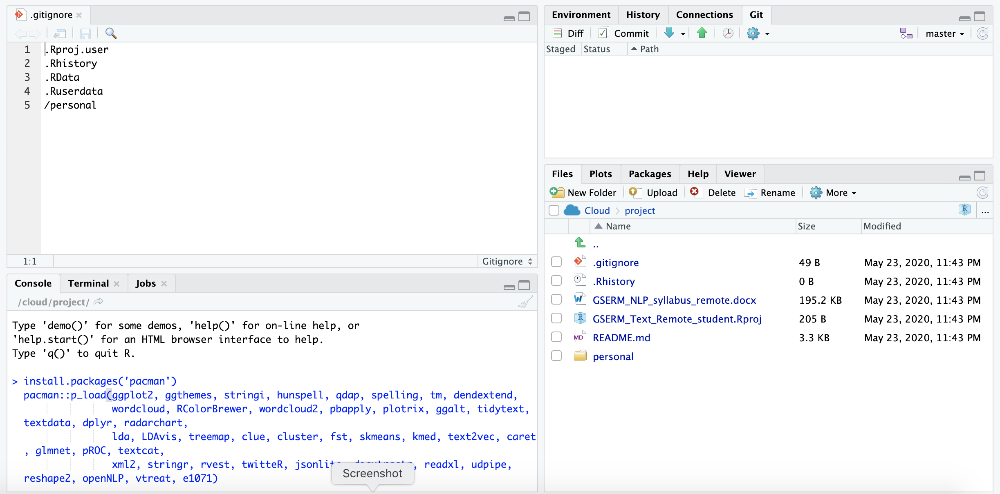 .gitignore
1 .Rproj.user
2 .Rhistory
3 .RData
4 .Ruserdata
5 /personal
1:1 Gitignore
Console Terminal Jobs
/cloud/project/
Type 'demo()' for some demos, 'help()' for on-line help, or
'help.start()' for an HTML browser interface to help.
Type 'q()' to quit R.
> install.packages('pacman')
pacman::p_load(ggplot2, ggthemes, stringi, hunspell, qdap, spelling, tm, dendextend,
wordcloud, RColorBrewer, wordcloud2, pbapply, plotrix, ggalt, tidytext,
textdata, dplyr, radarchart,
lda, LDAvis, treemap, clue, cluster, fst, skmeans, kmed, text2vec, caret
, glmnet, pROC, textcat,
xml2, stringr, rvest, twitteR, jsonlite, readxl, udpipe,
reshape2, openNLP, vtreat, e1071)
Screenshot
Environment History Connections Git
Diff Commit master
Staged Status Path
Files Plots Packages Help Viewer
New Folder Upload Delete Rename More
Cloud project ...
Name Size Modified
..
.gitignore 49 B May 23, 2020, 11:43 PM
.Rhistory 0 B May 23, 2020, 11:43 PM
GSERM_NLP_syllabus_remote.docx 195.2 KB May 23, 2020, 11:43 PM
GSERM_Text_Remote_student.Rproj 205 B May 23, 2020, 11:43 PM
README.md 3.3 KB May 23, 2020, 11:43 PM
personal